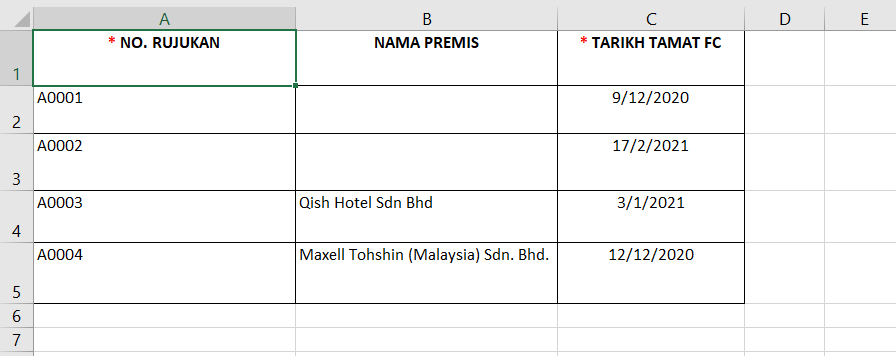 A B C D E
1 * NO. RUJUKAN NAMA PREMIS * TARIKH TAMAT FC
2 A0001 9/12/2020
3 A0002 17/2/2021
4 A0003 Qish Hotel Sdn Bhd 3/1/2021
5 A0004 Maxell Tohshin (Malaysia) Sdn. Bhd. 12/12/2020
6
7